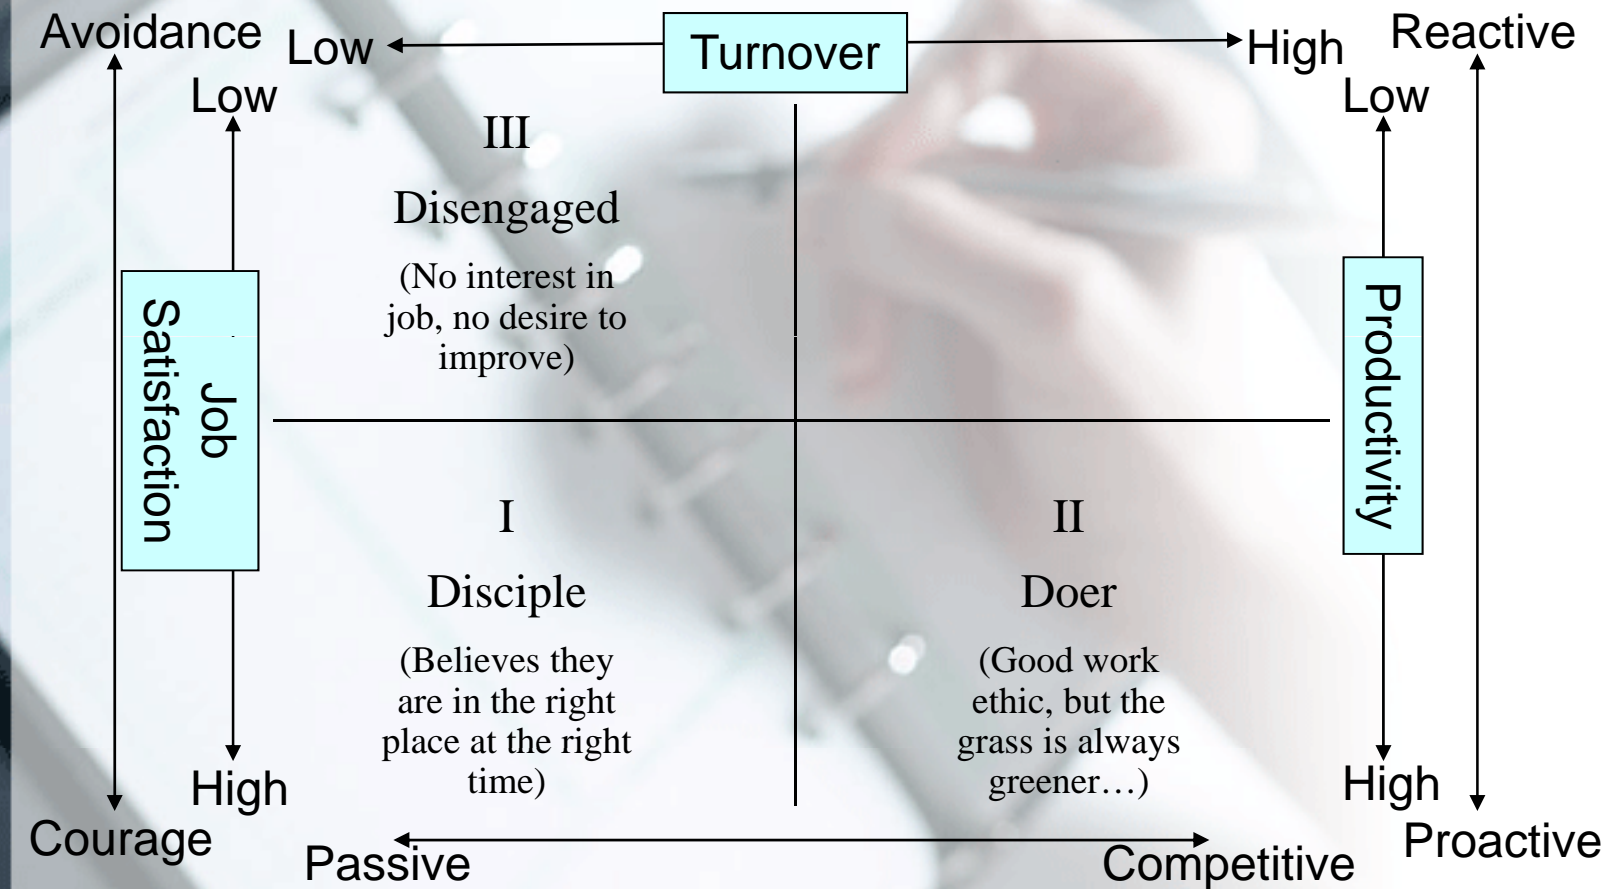 Avoidance
Low
Turnover
High
Reactive
Low
Low
III
Disengaged
(No interest in
job, no desire to
improve)
Job
Satisfaction
Productivity
I
Disciple
(Believes they
are in the right
place at the right
time)
II
Doer
(Good work
ethic, but the
grass is always
greener…)
High
High
Courage
Passive
Competitive
Proactive